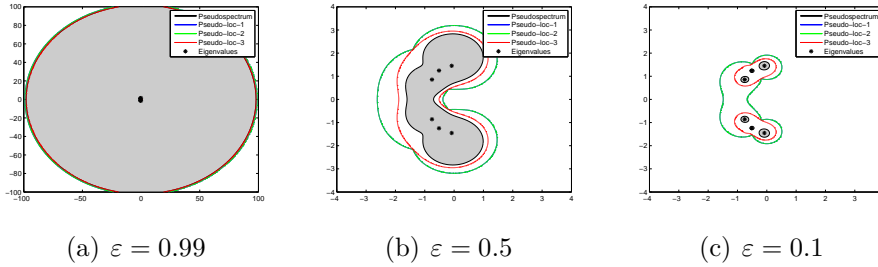 100
80
60
40
20
0
−20
−40
−60
−80
−100
−100
−50
0
50
100
Pseudospectrum
Pseudo−loc−1
Pseudo−loc−2
Pseudo−loc−3
Eigenvalues
(a) ε = 0.99
4
3
2
1
0
−1
−2
−3
−4
−4
−3
−2
−1
0
1
2
3
4
Pseudospectrum
Pseudo−loc−1
Pseudo−loc−2
Pseudo−loc−3
Eigenvalues
(b) ε = 0.5
4
3
2
1
0
−1
−2
−3
−4
−4
−3
−2
−1
0
1
2
3
Pseudospectrum
Pseudo−loc−1
Pseudo−loc−2
Pseudo−loc−3
Eigenvalues
(c) ε = 0.1